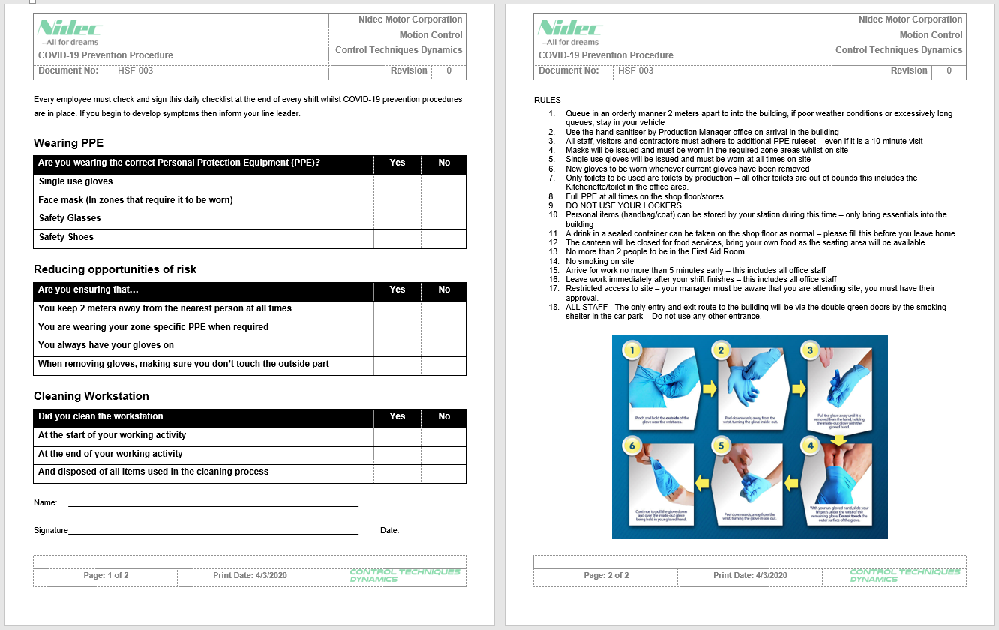 Nidec
All for dreams
COVID-19 Prevention Procedure
Nidec Motor Corporation
Motion Control
Control Techniques Dynamics
Document No: HSF-003 Revision 0
Every employee must check and sign this daily checklist at the end of every shift whilst COVID-19 prevention procedures
are in place. If you begin to develop symptoms then inform your line leader.
Wearing PPE
Are you wearing the correct Personal Protection Equipment (PPE)? Yes No
Single use gloves
Face mask (In zones that require it to be worn)
Safety Glasses
Safety Shoes
Reducing opportunities of risk
Are you ensuring that… Yes No
You keep 2 meters away from the nearest person at all times
You are wearing your zone specific PPE when required
You always have your gloves on
When removing gloves, making sure you don’t touch the outside part
Cleaning Workstation
Did you clean the workstation Yes No
At the start of your working activity
At the end of your working activity
And disposed of all items used in the cleaning process
Name:
Signature Date:
Page: 1 of 2 Print Date: 4/3/2020 CONTROL TECHNIQUES
DYNAMICS
Nidec
All for dreams
COVID-19 Prevention Procedure
Nidec Motor Corporation
Motion Control
Control Techniques Dynamics
Document No: HSF-003 Revision 0
RULES
1. Queue in an orderly manner 2 meters apart to into the building, if poor weather conditions or excessively long
queues, stay in your vehicle
2. Use the hand sanitiser by Production Manager office on arrival in the building
3. All staff, visitors and contractors must adhere to additional PPE ruleset – even if it is a 10 minute visit
4. Masks will be issued and must be worn in the required zone areas whilst on site
5. Single use gloves will be issued and must be worn at all times on site
6. New gloves to be worn whenever current gloves have been removed
7. Only toilets to be used are toilets by production – all other toilets are out of bounds this includes the
Kitchenette/toilet in the office area.
8. Full PPE at all times on the shop floor/stores
9. DO NOT USE YOUR LOCKERS
10. Personal items (handbag/coat) can be stored by your station during this time – only bring essentials into the
building
11. A drink in a sealed container can be taken on the shop floor as normal – please fill this before you leave home
12. The canteen will be closed for food services, bring your own food as the seating area will be available
13. No more than 2 people to be in the First Aid Room
14. No smoking on site
15. Arrive for work no more than 5 minutes early – this includes all office staff
16. Leave work immediately after your shift finishes – this includes all office staff
17. Restricted access to site – your manager must be aware that you are attending site, you must have their
approval.
18. ALL STAFF - The only entry and exit route to the building will be via the double green doors by the smoking
shelter in the car park – Do not use any other entrance.
1
Pinch and hold the outside of the
glove near the wrist area.
2
Peel downwards, away from the
wrist, turning the glove inside-out.
3
Pull the glove away until it is
removed from the hand, holding
the inside-out glove with the
gloved hand.
6
Continue to pull the glove down
and over the inside-out glove
being held in your gloved hand.
5
Peel downwards, away from the
wrist, turning the glove inside out.
4
With your un-gloved hand, slide your
fingers under the wrist of the
remaining glove. Do not touch the
outer surface of the glove.
Page: 2 of 2 Print Date: 4/3/2020 CONTROL TECHNIQUES
DYNAMICS